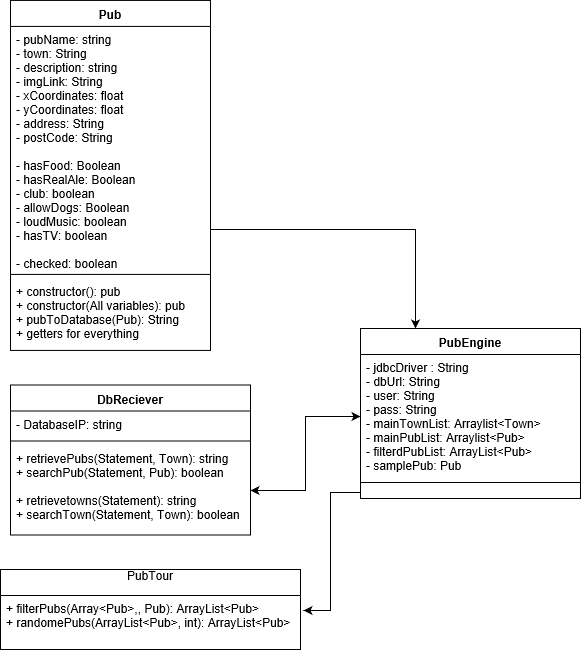 Pub
- pubName: string
- town: String
- description: string
- imgLink: String
- xCoordinates: float
- yCoordinates: float
- address: String
- postCode: String
- hasFood: Boolean
- hasRealAle: Boolean
- club: boolean
- allowDogs: Boolean
- loudMusic: boolean
- hasTV: boolean
- checked: boolean
+ constructor(): pub
+ constructor(All variables): pub
+ pubToDatabase(Pub): String
+ getters for everything
PubEngine
- jdbcDriver : String
- dbUrl: String
- user: String
- pass: String
- mainTownList: Arraylist<Town>
- mainPubList: Arraylist<Pub>
- filterdPubList: ArrayList<Pub>
- samplePub: Pub
DbReciever
- DatabaseIP: string
+ retrievePubs(Statement, Town): string
+ searchPub(Statement, Pub): boolean
+ retrievetowns(Statement): string
+ searchTown(Statement, Town): boolean
PubTour
+ filterPubs(Array<Pub>,, Pub): ArrayList<Pub>
+ randomePubs(ArrayList<Pub>, int): ArrayList<Pub>